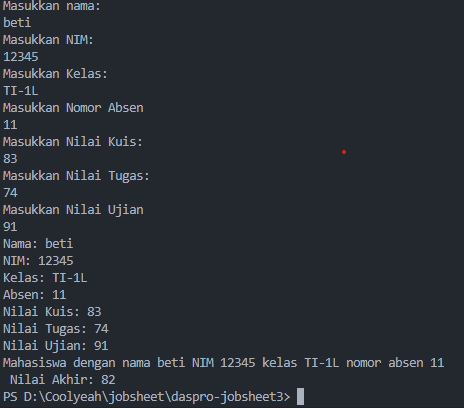 Masukkan nama:
beti
Masukkan NIM:
12345
Masukkan Kelas:
TI-1L
Masukkan Nomor Absen
11
Masukkan Nilai Kuis:
83
Masukkan Nilai Tugas:
74
Masukkan Nilai Ujian
91
Nama: beti
NIM: 12345
Kelas: TI-1L
Absen: 11
Nilai Kuis: 83
Nilai Tugas: 74
Nilai Ujian: 91
Mahasiswa dengan nama beti NIM 12345 kelas TI-1L nomor absen 11
 Nilai Akhir: 82
PS D:\Coolyeah\jobsheet\daspro-jobsheet3>